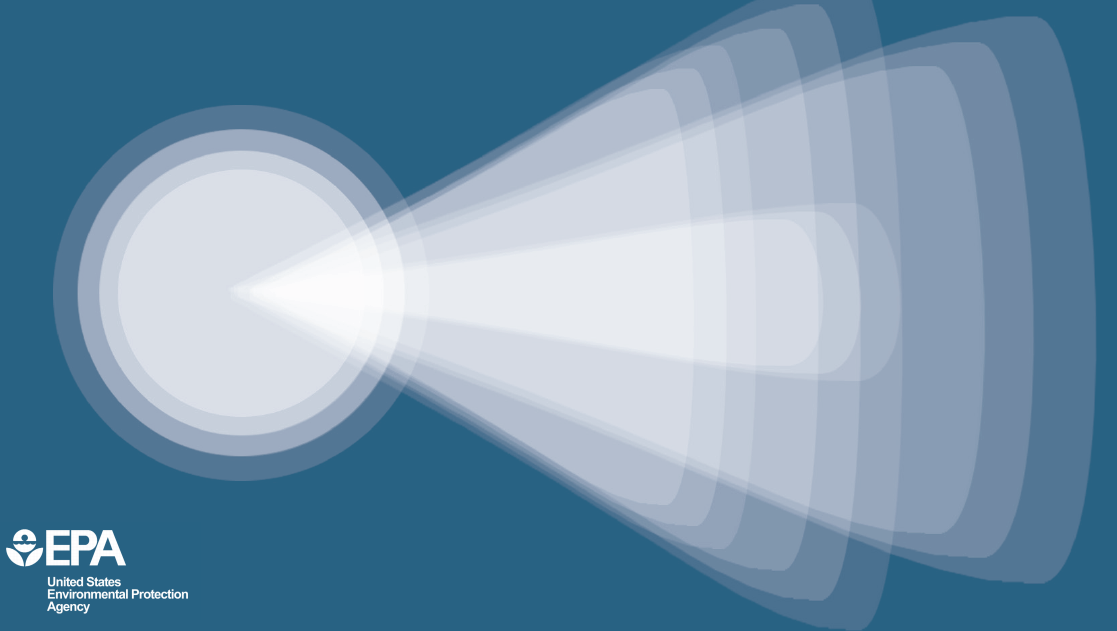 EPA
United States
Environmental Protection
Agency